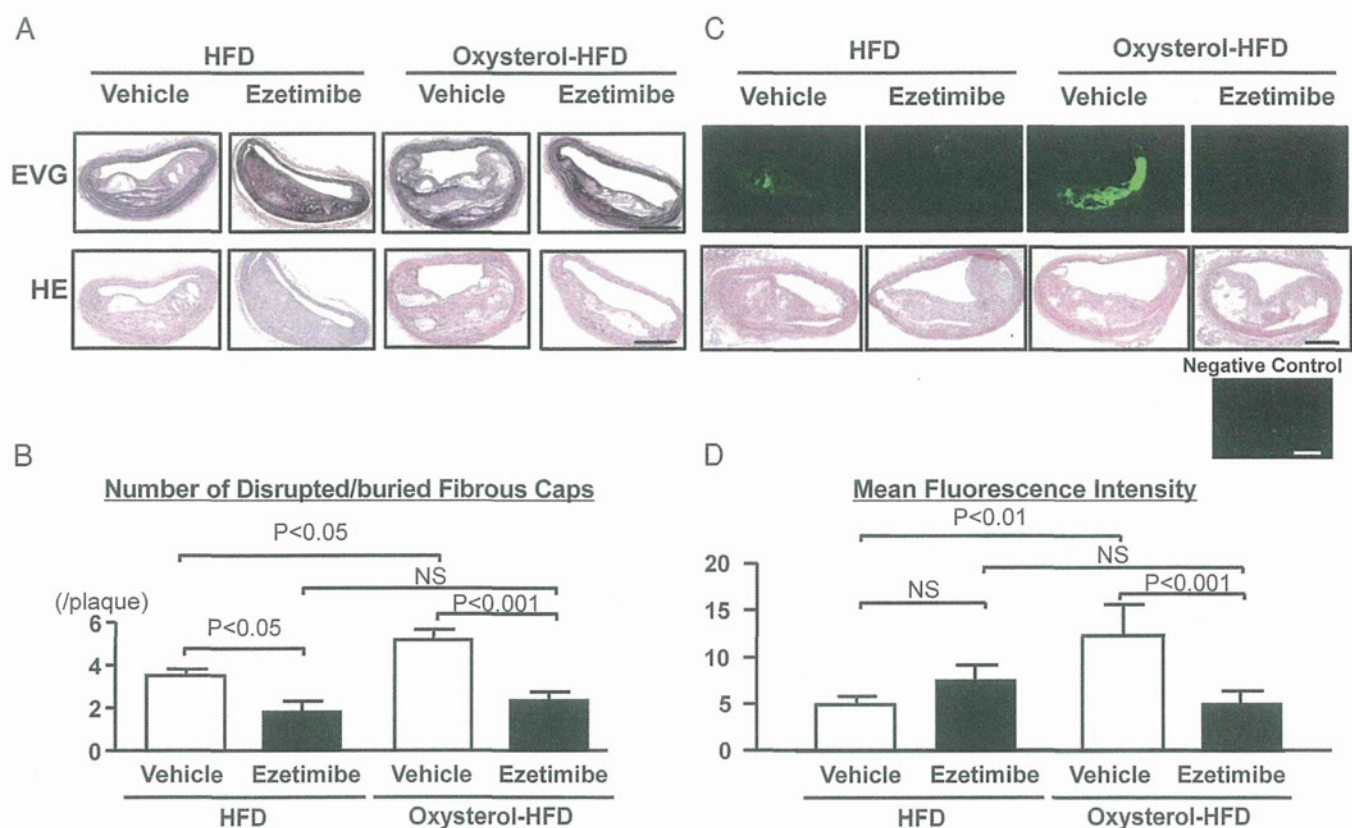 A
HFD Oxysterol-HFD
Vehicle Ezetimibe Vehicle Ezetimibe
EVG
HE
C
HFD Oxysterol-HFD
Vehicle Ezetimibe Vehicle Ezetimibe
Negative Control
B
Number of Disrupted/buried Fibrous Caps
P<0.05
NS
(/plaque)
P<0.001
P<0.05
6
4
2
0
Vehicle Ezetimibe Vehicle Ezetimibe
HFD Oxysterol-HFD
D
Mean Fluorescence Intensity
P<0.01
NS
P<0.001
NS
20
15
10
5
0
Vehicle Ezetimibe Vehicle Ezetimibe
HFD Oxysterol-HFD